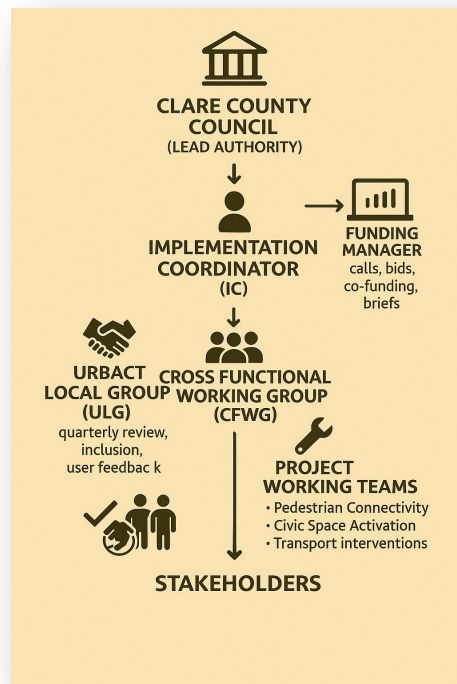 CLARE COUNTY
COUNCIL
(LEAD AUTHORITY)
IMPLEMENTATION
COORDINATOR
(IC)
FUNDING
MANAGER
calls, bids,
co-funding,
briefs
URBACT
LOCAL GROUP
(ULG)
quarterly review,
inclusion,
user feedbac k
CROSS FUNCTIONAL
WORKING GROUP
(CFWG)
PROJECT
WORKING TEAMS
• Pedestrian Connectivity
• Civic Space Activation
• Transport interventions
STAKEHOLDERS